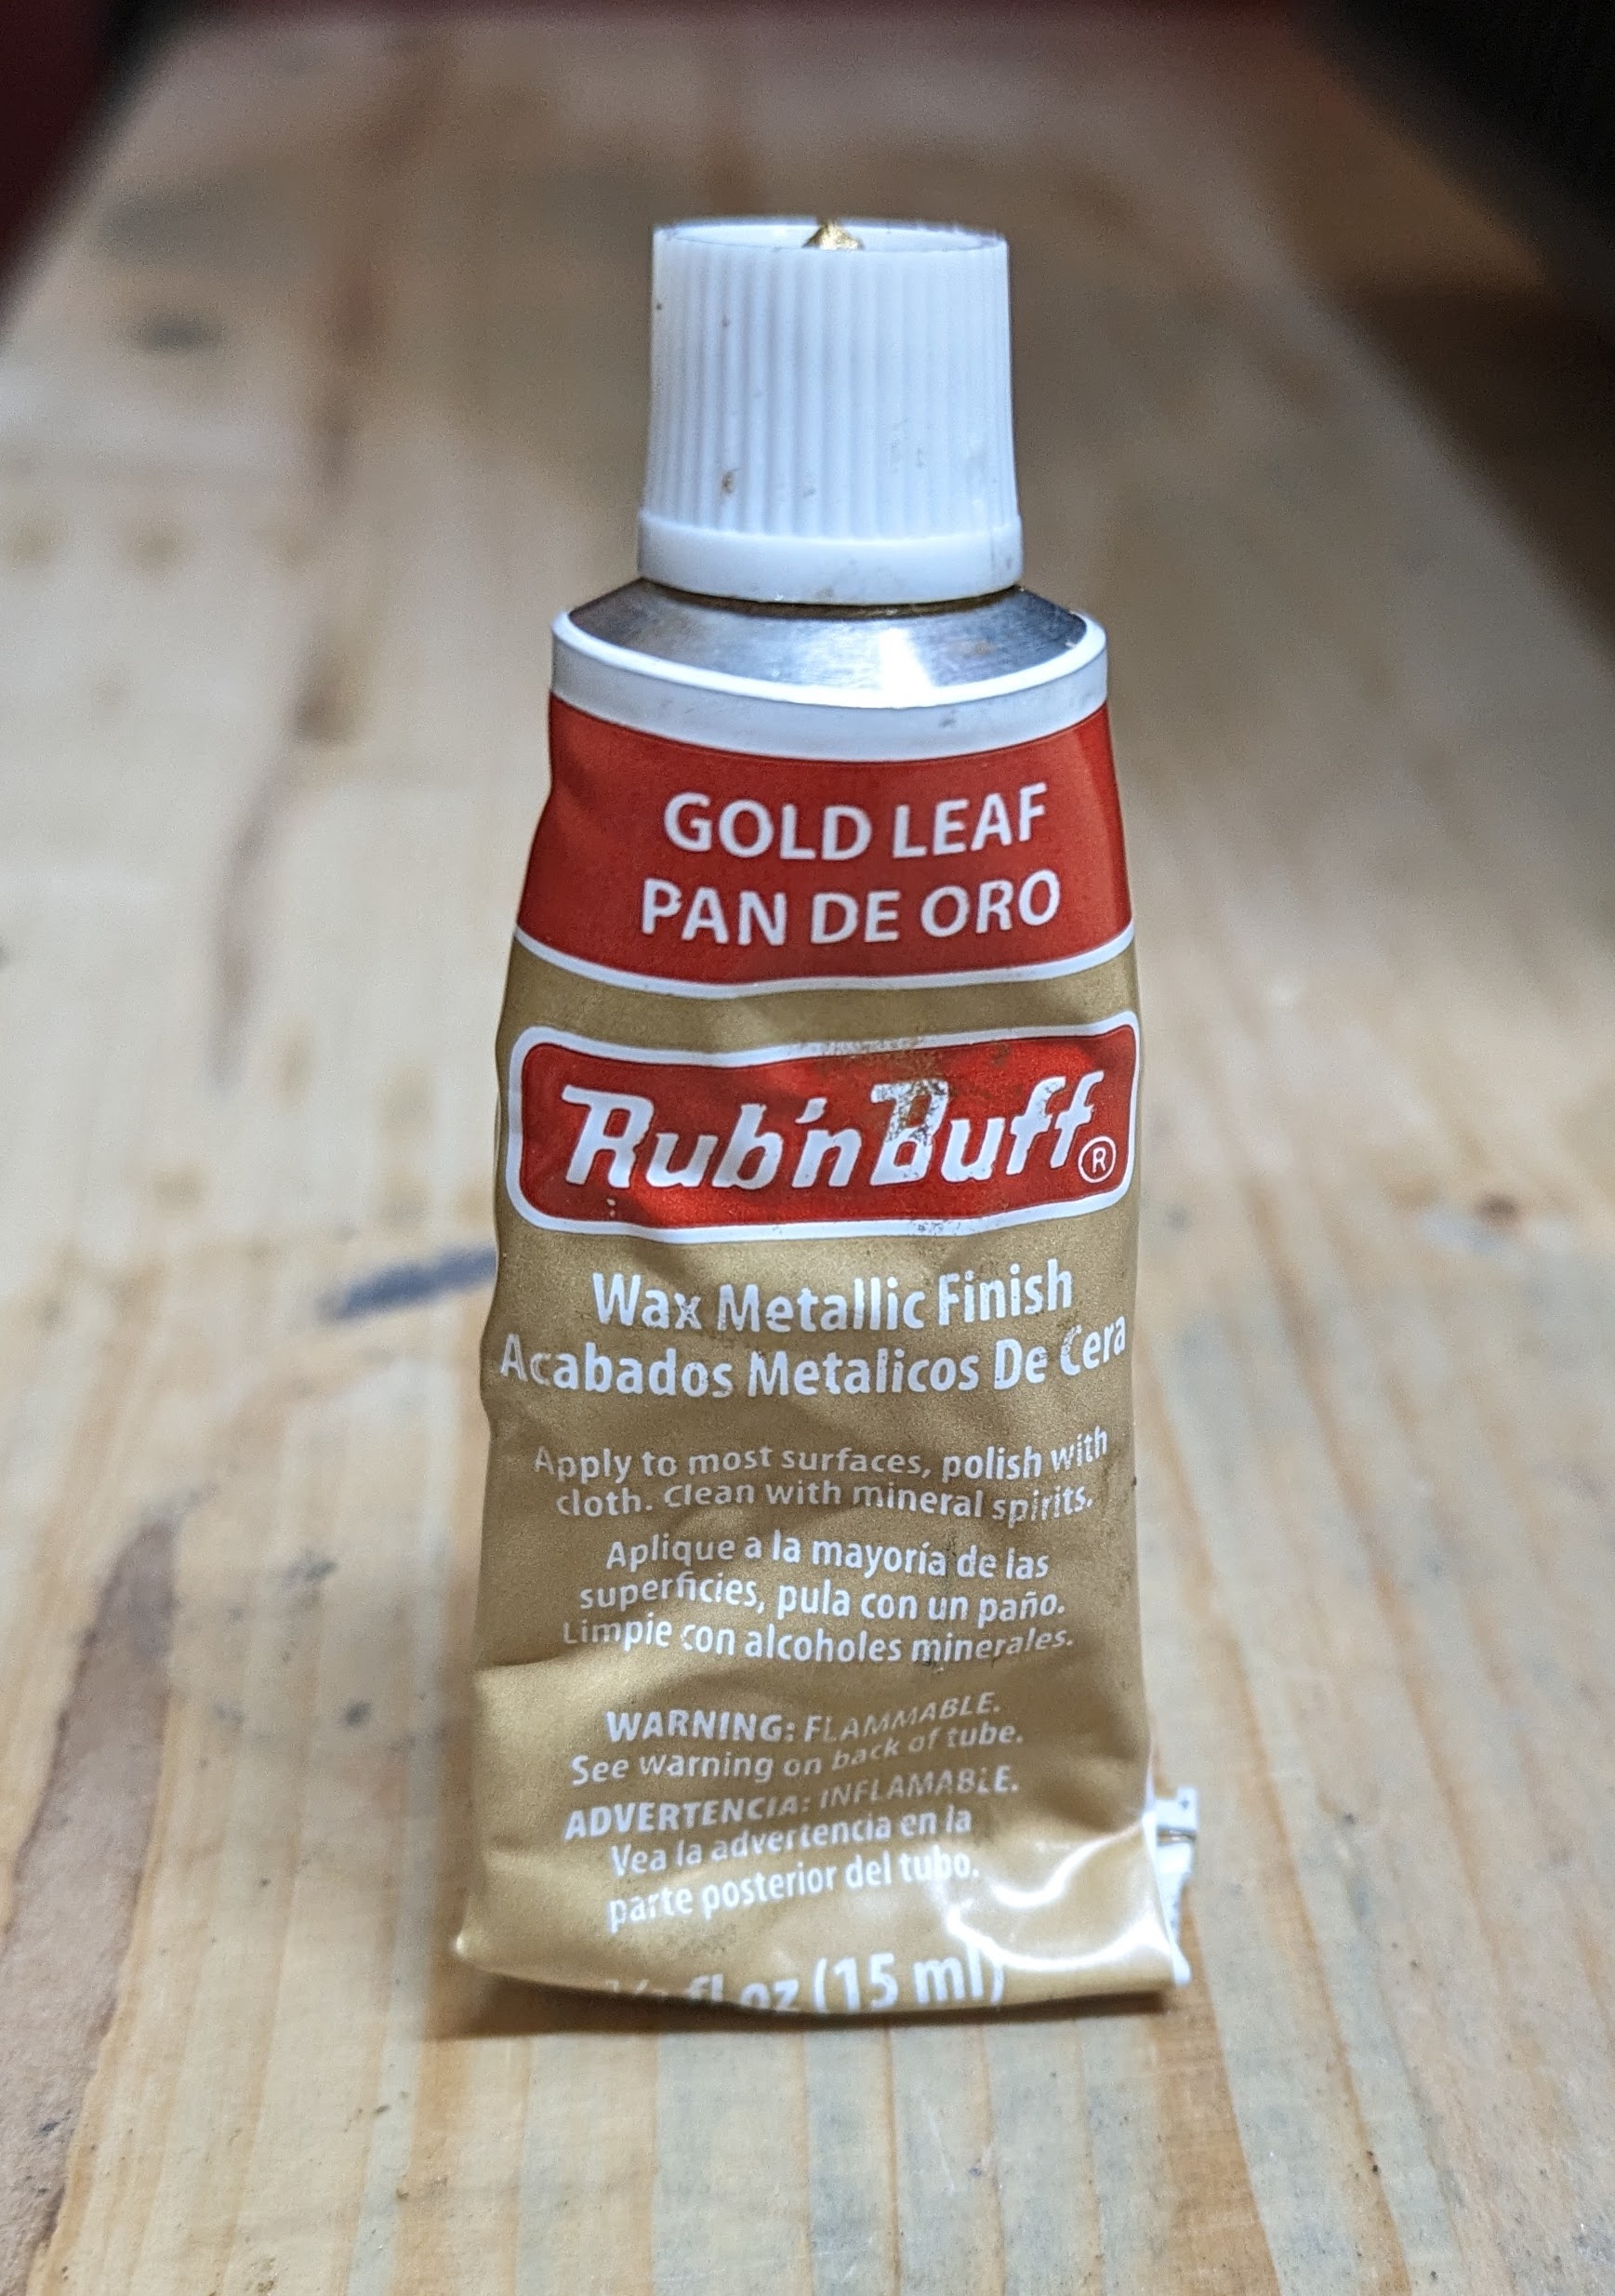 GOLD LEAF
PAN DE ORO
Rub'n Buff®
Wax Metallic Finish
Acabados Metalicos De Cera
Apply to most surfaces, polish with
cloth. Clean with mineral spirits.
Aplique a la mayoría de las
superficies, pula con un paño.
Limpie con alcoholes minerales.
WARNING: FLAMMABLE.
See warning on back of tube.
ADVERTENCIA: INFLAMABLE.
Vea la advertencia en la
parte posterior del tubo.
fl oz (15 ml)